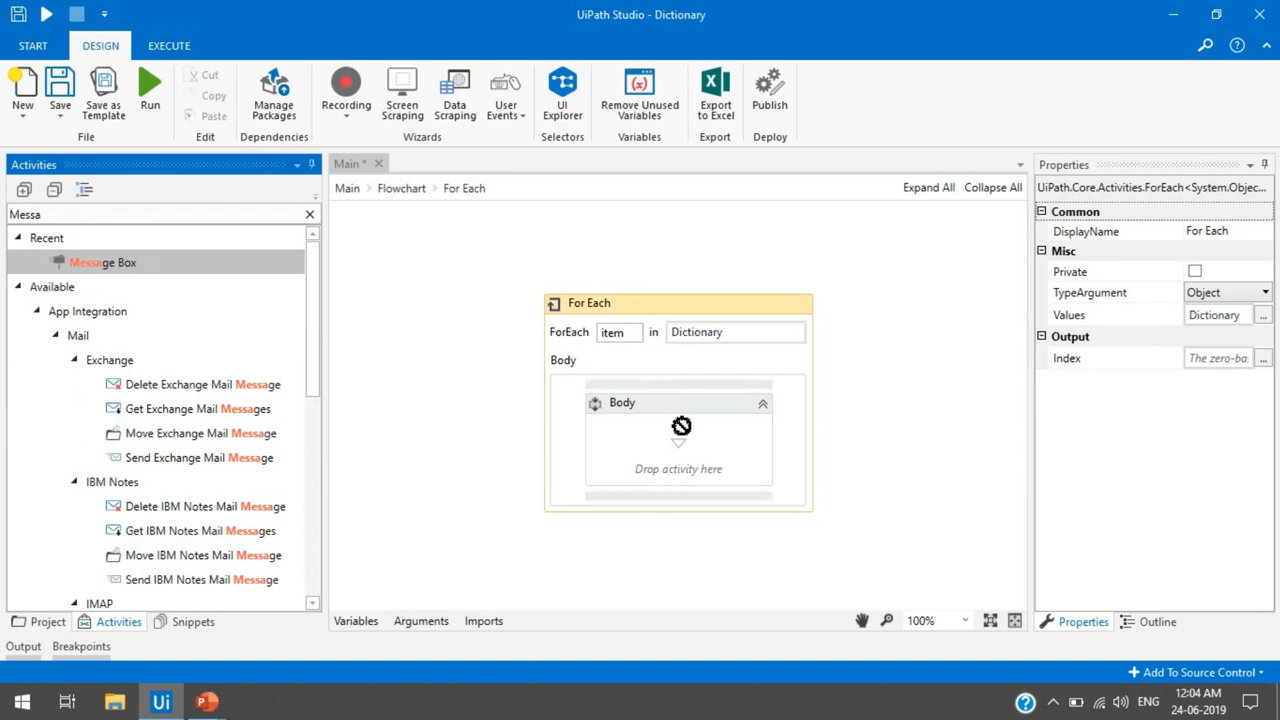 UiPath Studio - Dictionary
START
DESIGN
EXECUTE
New
Save
Save as Template
Run
Cut
Copy
Paste
Manage Packages
Recording
Screen Scraping
Data Scraping
User Events
UI Explorer
Remove Unused Variables
Export to Excel
Publish
File
Edit
Dependencies
Wizards
Selectors
Variables
Export
Deploy
Activities
Main *
Properties
Main
Flowchart
For Each
Expand All
Collapse All
UiPath.Core.Activities.ForEach<System.Objec...
Messa
Recent
Message Box
Available
App Integration
Mail
Exchange
Delete Exchange Mail Message
Get Exchange Mail Messages
Move Exchange Mail Message
Send Exchange Mail Message
IBM Notes
Delete IBM Notes Mail Message
Get IBM Notes Mail Messages
Move IBM Notes Mail Message
Send IBM Notes Mail Message
IMAP
For Each
ForEach item in Dictionary
Body
Body
Drop activity here
Common
DisplayName For Each
Misc
Private
TypeArgument Object
Values Dictionary ...
Output
Index The zero-ba: ...
Project
Activities
Snippets
Variables
Arguments
Imports
100%
Properties
Outline
Output
Breakpoints
Add To Source Control
Ui
P
ENG
12:04 AM
24-06-2019